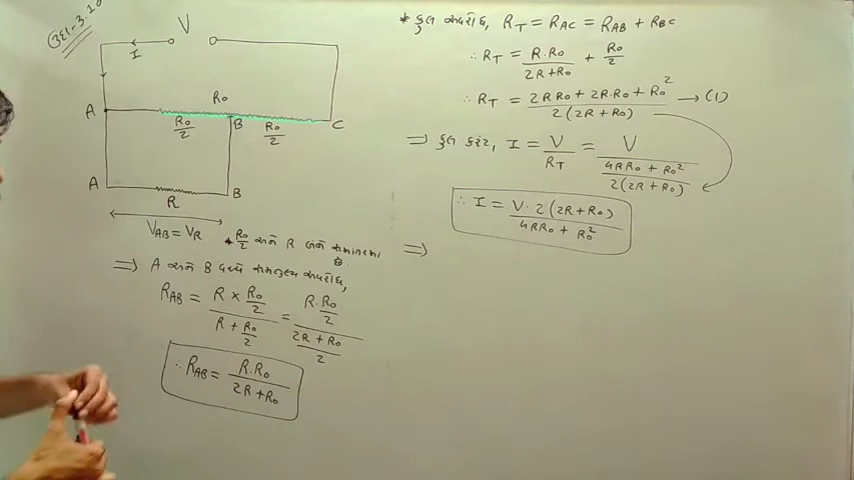 ઉદા-3.10
V
I
R₀
A
R₀/2
B
R₀/2
C
A
R
B
V_AB = V_R
* R₀/2 અને R બંને સમાંતરમાં છે.
⇒ A અને B વચ્ચે સમતુલ્ય અવરોધ,
R_AB = (R × R₀/2)/(R + R₀/2) = (R·R₀/2)/((2R + R₀)/2)
∴ R_AB = R·R₀/(2R + R₀)
* કુલ અવરોધ, R_T = R_AC = R_AB + R_BC
∴ R_T = R·R₀/(2R + R₀) + R₀/2
∴ R_T = (2RR₀ + 2R·R₀ + R₀²)/(2(2R + R₀)) → (1)
⇒ કુલ કરંટ, I = V/R_T = V/((4RR₀ + R₀²)/(2(2R + R₀)))
∴ I = V·2(2R + R₀)/(4RR₀ + R₀²)
⇒